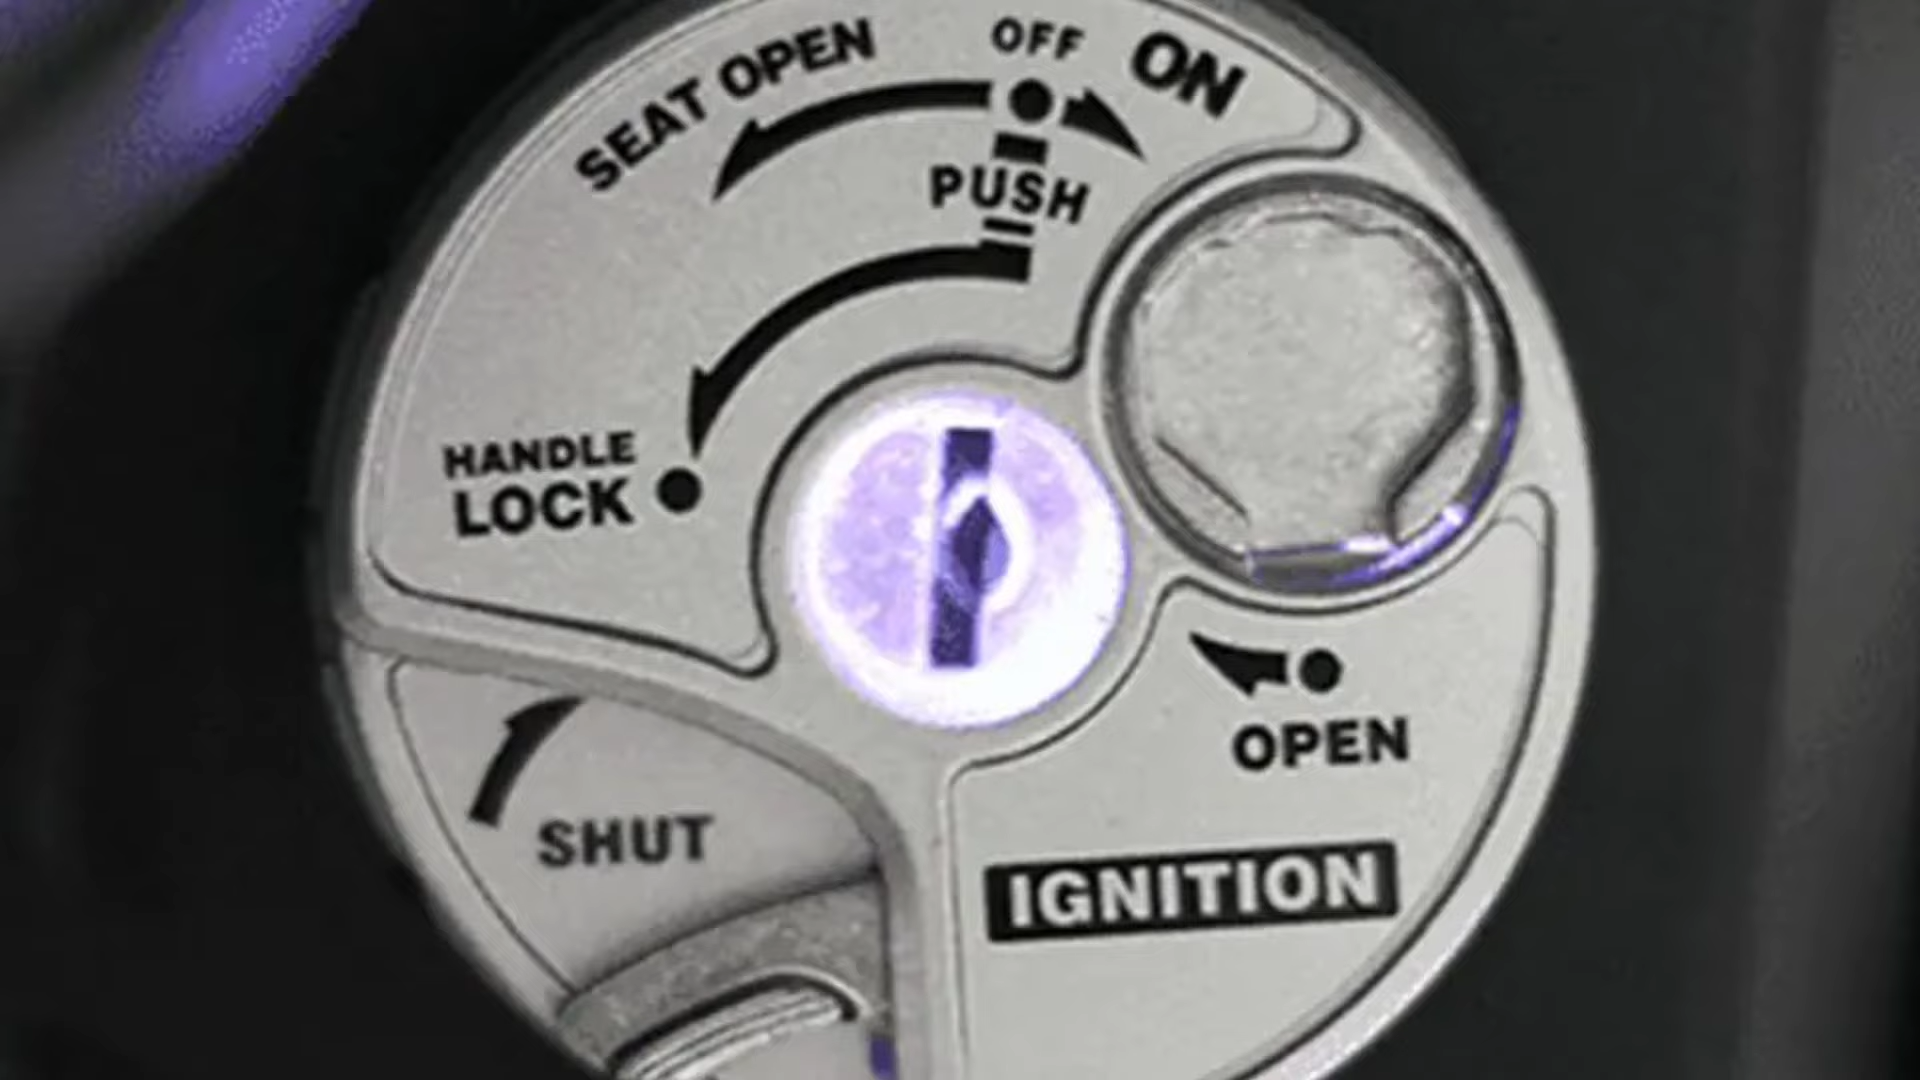 SEAT OPEN
OFF
ON
PUSH
HANDLE
LOCK
OPEN
SHUT
IGNITION